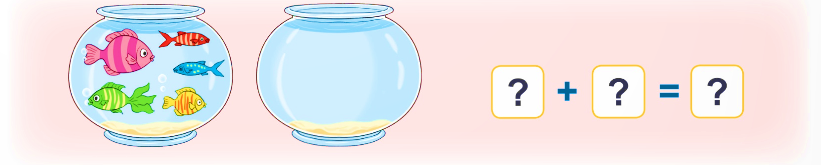 ? + ? = ?